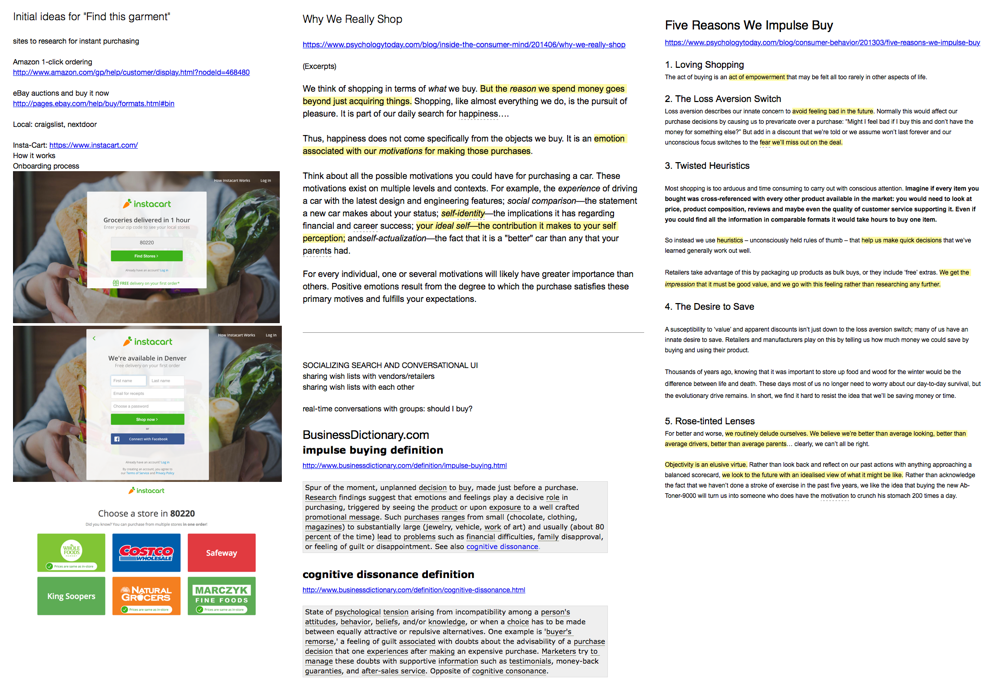 Initial ideas for "Find this garment"
sites to research for instant purchasing
Amazon 1-click ordering
http://www.amazon.com/gp/help/customer/display.html?nodeId=468480
eBay auctions and buy it now
http://pages.ebay.com/help/buy/formats.html#bin
Local: craigslist, nextdoor
Insta-Cart: https://www.instacart.com/
How it works
Onboarding process
How Instacart Works Log In
instacart
Groceries delivered in 1 hour
Enter your zip code to see your local stores
80220
Find Stores
Already have an account? Log in
FREE delivery on your first order!
How Instacart Works Log In
instacart
We're available in Denver
Free delivery on your first order
First name Last name
Email for receipts
Choose a password
Shop now
Connect with Facebook
Already have an account? Log in
By clicking, you agree to
our Terms of Service and Privacy Policy
instacart
Choose a store in 80220
Did you know? You can purchase from multiple stores in one order!
WHOLE FOODS
Prices are same as in-store
COSTCO WHOLESALE
Safeway
King Soopers
NATURAL GROCERS
Prices are same as in-store
MARCZYK FINE FOODS
Prices are same as in-store
Why We Really Shop
https://www.psychologytoday.com/blog/inside-the-consumer-mind/201406/why-we-really-shop
(Excerpts)
We think of shopping in terms of what we buy. But the reason we spend money goes
beyond just acquiring things. Shopping, like almost everything we do, is the pursuit of
pleasure. It is part of our daily search for happiness….
Thus, happiness does not come specifically from the objects we buy. It is an emotion
associated with our motivations for making those purchases.
Think about all the possible motivations you could have for purchasing a car. These
motivations exist on multiple levels and contexts. For example, the experience of driving
a car with the latest design and engineering features; social comparison—the statement
a new car makes about your status; self-identity—the implications it has regarding
financial and career success; your ideal self—the contribution it makes to your self
perception; andself-actualization—the fact that it is a "better" car than any that your
parents had.
For every individual, one or several motivations will likely have greater importance than
others. Positive emotions result from the degree to which the purchase satisfies these
primary motives and fulfills your expectations.
SOCIALIZING SEARCH AND CONVERSATIONAL UI
sharing wish lists with vendors/retailers
sharing wish lists with each other
real-time conversations with groups: should I buy?
BusinessDictionary.com
impulse buying definition
http://www.businessdictionary.com/definition/impulse-buying.html
Spur of the moment, unplanned decision to buy, made just before a purchase.
Research findings suggest that emotions and feelings play a decisive role in
purchasing, triggered by seeing the product or upon exposure to a well crafted
promotional message. Such purchases ranges from small (chocolate, clothing,
magazines) to substantially large (jewelry, vehicle, work of art) and usually (about 80
percent of the time) lead to problems such as financial difficulties, family disapproval,
or feeling of guilt or disappointment. See also cognitive dissonance.
cognitive dissonance definition
http://www.businessdictionary.com/definition/cognitive-dissonance.html
State of psychological tension arising from incompatibility among a person's
attitudes, behavior, beliefs, and/or knowledge, or when a choice has to be made
between equally attractive or repulsive alternatives. One example is 'buyer's
remorse,' a feeling of guilt associated with doubts about the advisability of a purchase
decision that one experiences after making an expensive purchase. Marketers try to
manage these doubts with supportive information such as testimonials, money-back
guaranties, and after-sales service. Opposite of cognitive consonance.
Five Reasons We Impulse Buy
https://www.psychologytoday.com/blog/consumer-behavior/201303/five-reasons-we-impulse-buy
1. Loving Shopping
The act of buying is an act of empowerment that may be felt all too rarely in other aspects of life.
2. The Loss Aversion Switch
Loss aversion describes our innate concern to avoid feeling bad in the future. Normally this would affect our
purchase decisions by causing us to prevaricate over a purchase: "Might I feel bad if I buy this and don't have the
money for something else?" But add in a discount that we're told or we assume won't last forever and our
unconscious focus switches to the fear we'll miss out on the deal.
3. Twisted Heuristics
Most shopping is too arduous and time consuming to carry out with conscious attention. Imagine if every item you
bought was cross-referenced with every other product available in the market: you would need to look at
price, product composition, reviews and maybe even the quality of customer service supporting it. Even if
you could find all the information in comparable formats it would take hours to buy one item.
So instead we use heuristics – unconsciously held rules of thumb – that help us make quick decisions that we've
learned generally work out well.
Retailers take advantage of this by packaging up products as bulk buys, or they include 'free' extras. We get the
impression that it must be good value, and we go with this feeling rather than researching any further.
4. The Desire to Save
A susceptibility to 'value' and apparent discounts isn't just down to the loss aversion switch; many of us have an
innate desire to save. Retailers and manufacturers play on this by telling us how much money we could save by
buying and using their product.
Thousands of years ago, knowing that it was important to store up food and wood for the winter would be the
difference between life and death. These days most of us no longer need to worry about our day-to-day survival, but
the evolutionary drive remains. In short, we find it hard to resist the idea that we'll be saving money or time.
5. Rose-tinted Lenses
For better and worse, we routinely delude ourselves. We believe we're better than average looking, better than
average drivers, better than average parents… clearly, we can't all be right.
Objectivity is an elusive virtue. Rather than look back and reflect on our past actions with anything approaching a
balanced scorecard, we look to the future with an idealised view of what it might be like. Rather than acknowledge
the fact that we haven't done a stroke of exercise in the past five years, we like the idea that buying the new Ab-
Toner-9000 will turn us into someone who does have the motivation to crunch his stomach 200 times a day.